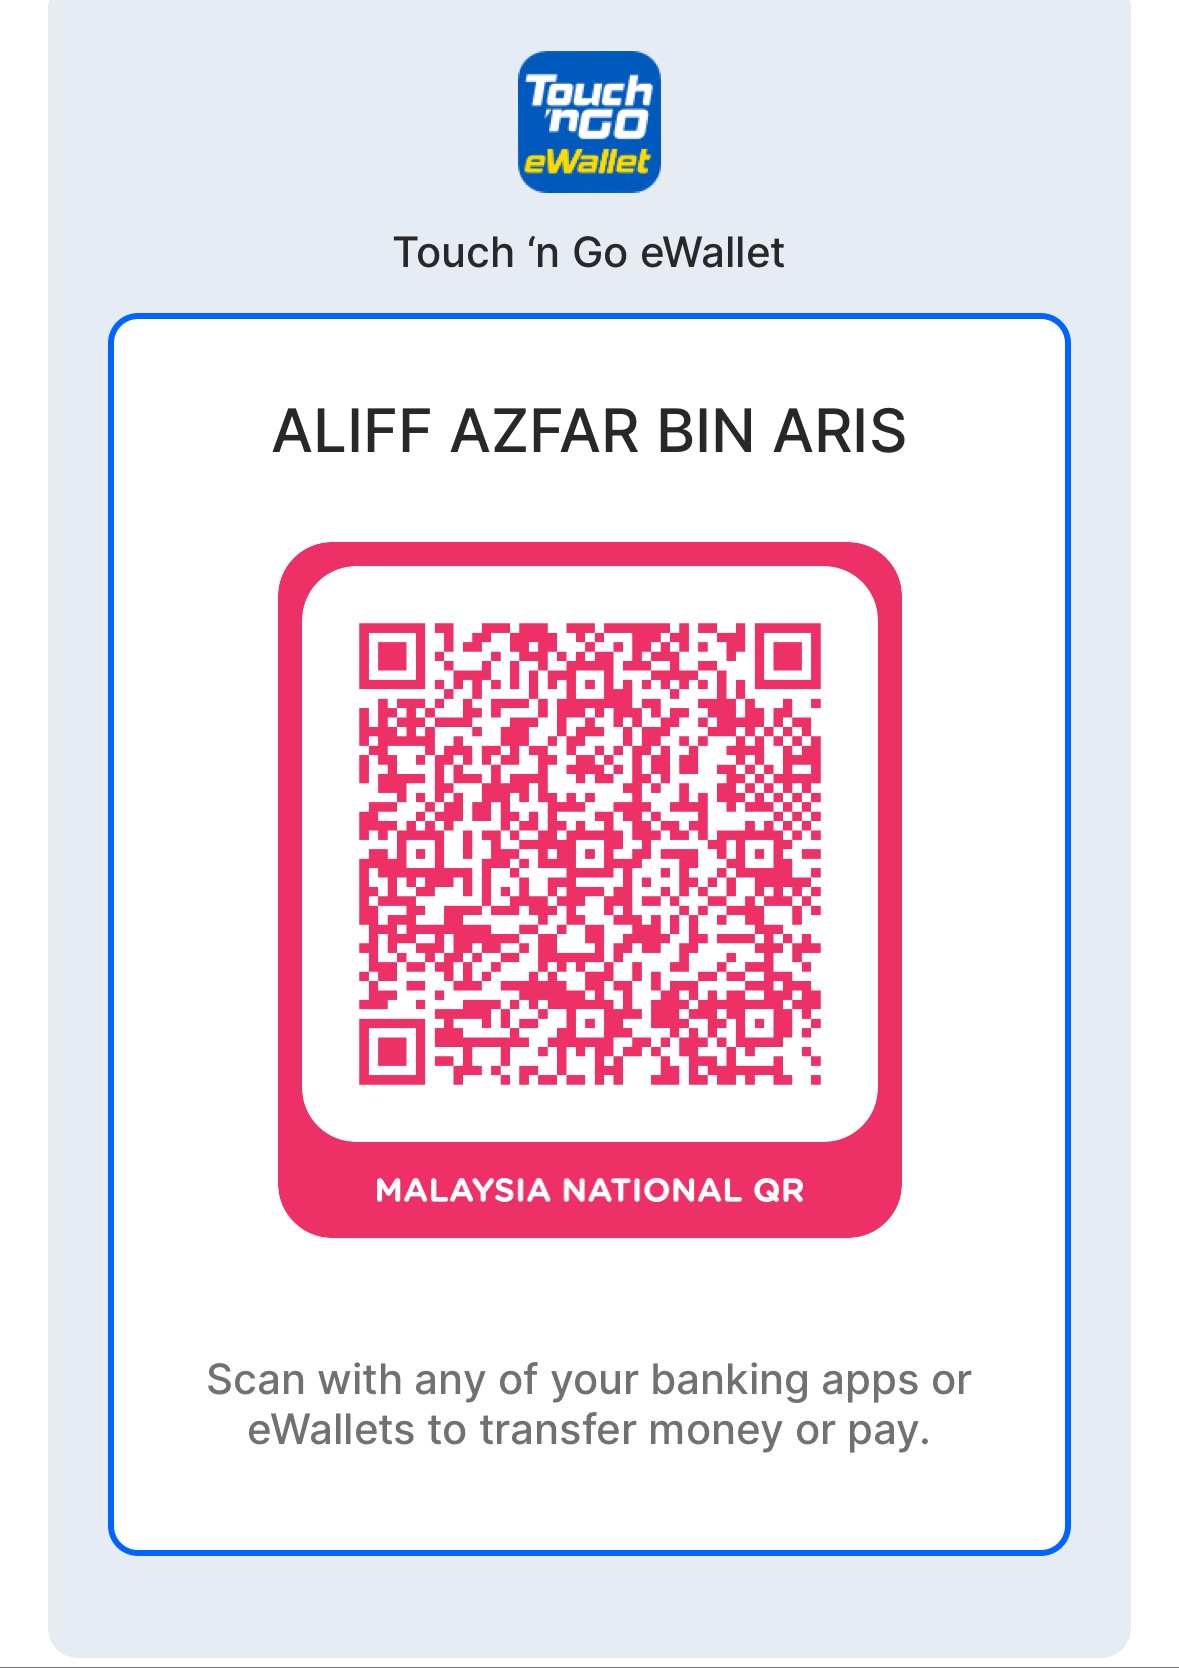 Touch
'nGO
eWallet
Touch ‘n Go eWallet
ALIFF AZFAR BIN ARIS
MALAYSIA NATIONAL QR
Scan with any of your banking apps or
eWallets to transfer money or pay.